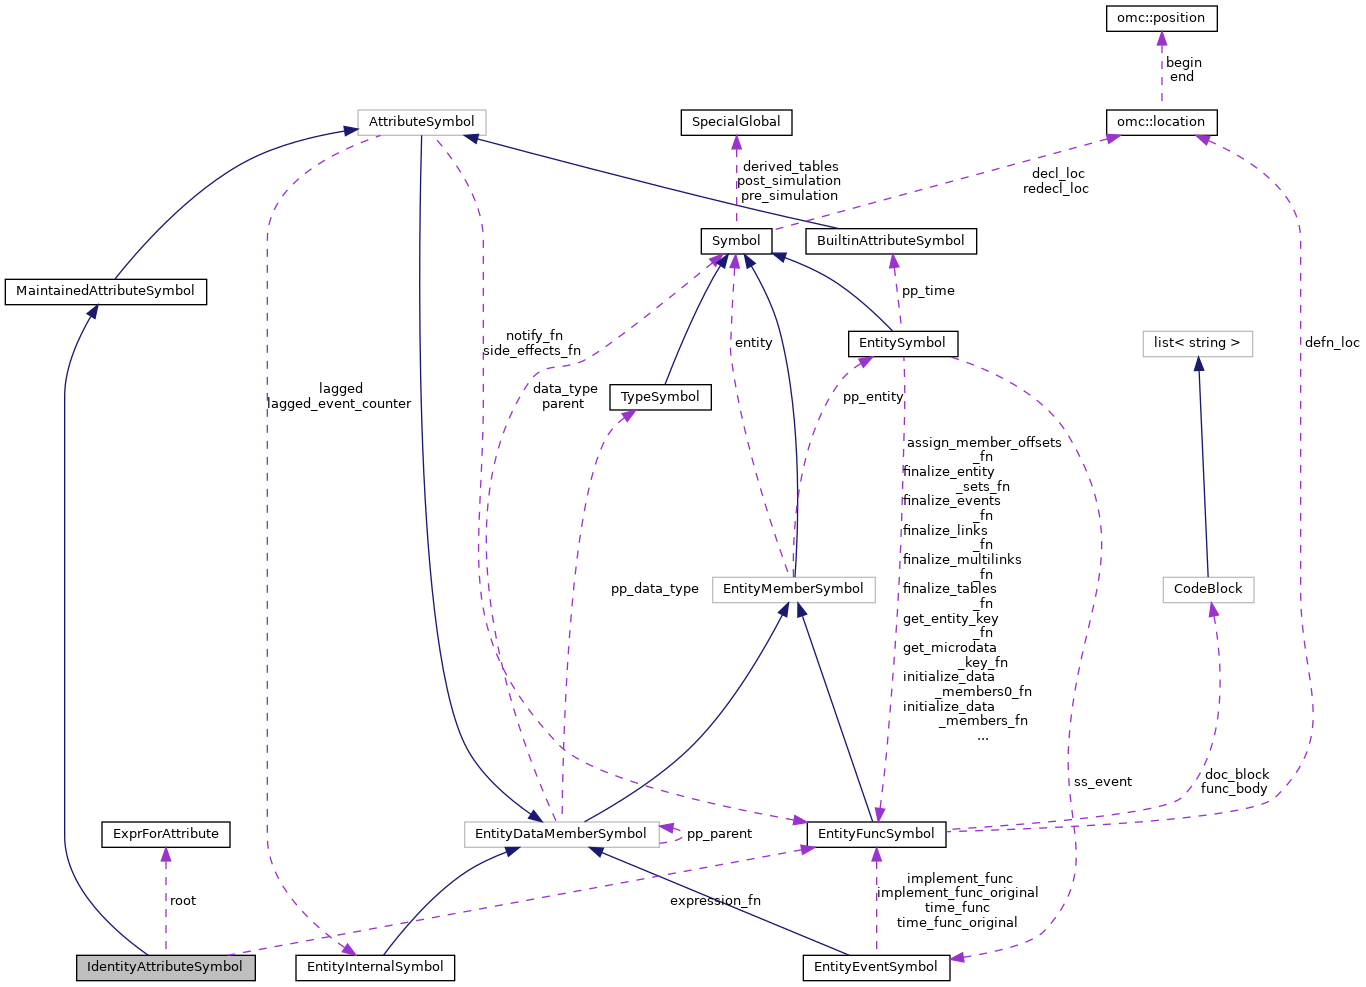 omc::position
begin
end
AttributeSymbol
SpecialGlobal
omc::location
derived_tables
post_simulation
pre_simulation
decl_loc
redecl_loc
Symbol
BuiltinAttributeSymbol
MaintainedAttributeSymbol
pp_time
notify_fn
side_effects_fn
entity
EntitySymbol
list< string >
defn_loc
lagged
lagged_event_counter
data_type
parent
TypeSymbol
pp_entity
assign_member_offsets
_fn
finalize_entity
_sets_fn
finalize_events
_fn
finalize_links
_fn
finalize_multilinks
_fn
finalize_tables
_fn
get_entity_key
_fn
get_microdata
_key_fn
initialize_data
_members0_fn
initialize_data
_members_fn
...
pp_data_type
EntityMemberSymbol
CodeBlock
ss_event
doc_block
func_body
ExprForAttribute
EntityDataMemberSymbol
pp_parent
EntityFuncSymbol
root
expression_fn
implement_func
implement_func_original
time_func
time_func_original
IdentityAttributeSymbol
EntityInternalSymbol
EntityEventSymbol